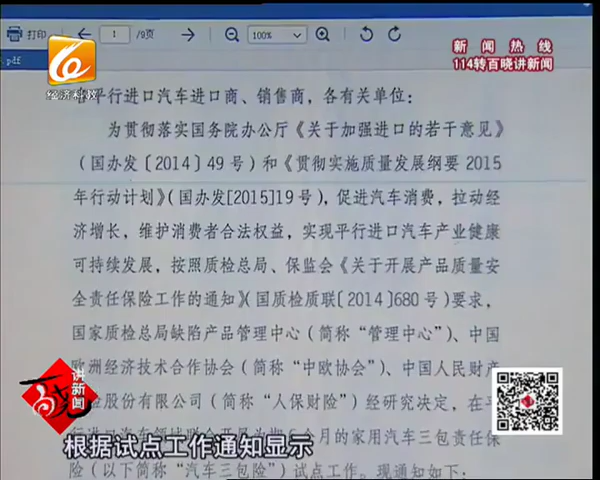 打印
1
/9页
100%
.pdf
新闻热线
114转百晓讲新闻
经济科教
平行进口汽车进口商、销售商，各有关单位：
为贯彻落实国务院办公厅《关于加强进口的若干意见》
（国办发〔2014〕49号）和《贯彻实施质量发展纲要2015
年行动计划》（国办发[2015]19号），促进汽车消费，拉动经
济增长，维护消费者合法权益，实现平行进口汽车产业健康
可持续发展，按照质检总局、保监会《关于开展产品质量安
全责任保险工作的通知》（国质检质联〔2014〕680号）要求，
国家质检总局缺陷产品管理中心（简称“管理中心”）、中国
欧洲经济技术合作协会（简称“中欧协会”）、中国人民财产
险股份有限公司（简称“人保财险”）经研究决定，在平
个月的家用汽车三包责任保
险（以下简称“汽车三包险”）试点工作。现通知如下：
百晓
讲新闻
根据试点工作通知显示